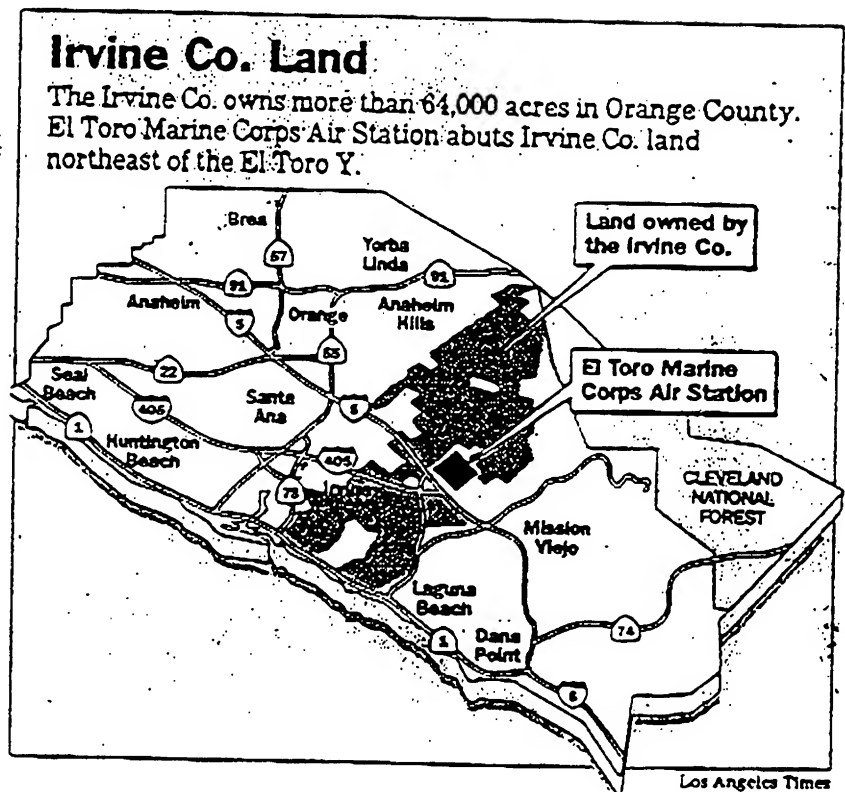 Irvine Co. Land
The Irvine Co. owns more than 64,000 acres in Orange County.
El Toro Marine Corps Air Station abuts Irvine Co. land
northeast of the El Toro Y.
Brea
57
Land owned by
the Irvine Co.
Yorba
Linda
91
91
Anaheim
5
Orange
Anaheim
Hills
55
22
El Toro Marine
Corps Air Station
Seal
Beach
405
Santa
Ana
5
1
Huntington
Beach
405
73
Irvine
CLEVELAND
NATIONAL
FOREST
Mission
Viejo
Laguna
Beach
1
Dana
Point
74
5
Los Angeles Times